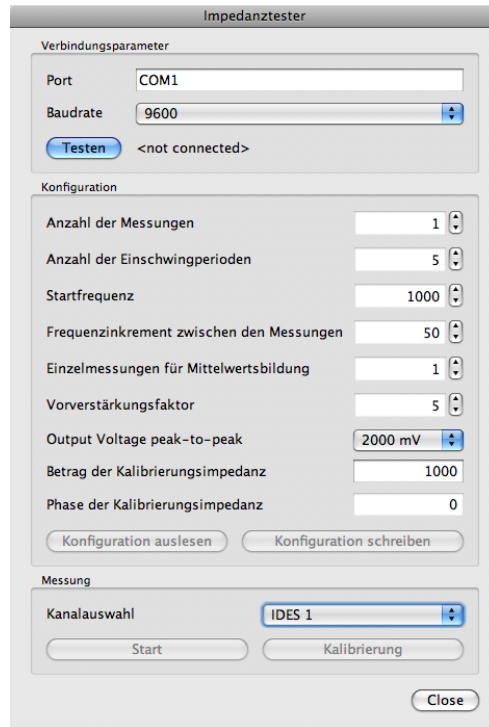 Impedanztester
Verbindungsparameter
Port COM1
Baudrate 9600
Testen <not connected>
Konfiguration
Anzahl der Messungen 1
Anzahl der Einschwingperioden 5
Startfrequenz 1000
Frequenzinkrement zwischen den Messungen 50
Einzelmessungen für Mittelwertsbildung 1
Vorverstärkungsfaktor 5
Output Voltage peak-to-peak 2000 mV
Betrag der Kalibrierungsimpedanz 1000
Phase der Kalibrierungsimpedanz 0
Konfiguration auslesen Konfiguration schreiben
Messung
Kanalauswahl IDES 1
Start Kalibrierung
Close